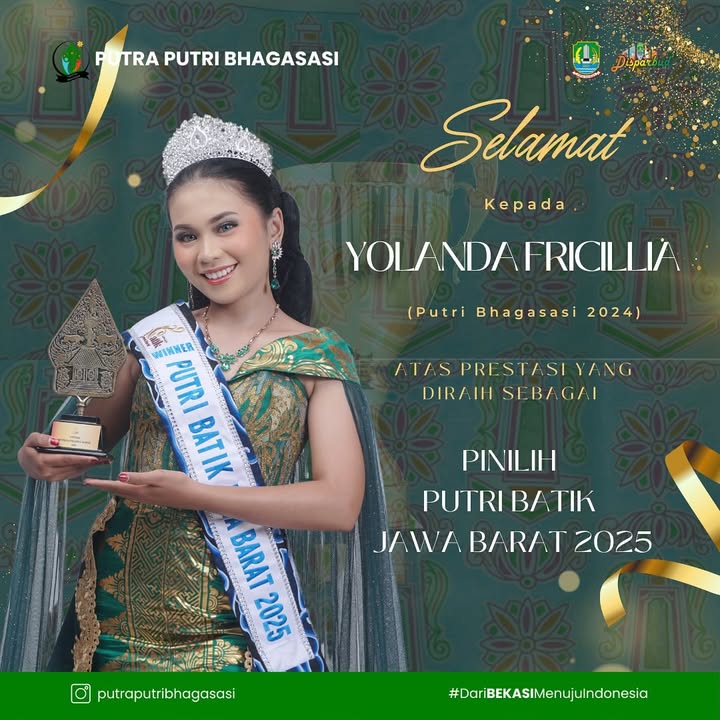 PUTRA PUTRI BHAGASASI
Disparbud
Selamat
Kepada
YOLANDA FRICILLIA
(Putri Bhagasasi 2024)
ATAS PRESTASI YANG
DIRAIH SEBAGAI
PINILIH
PUTRI BATIK
JAWA BARAT 2025
WINNER
PUTRI BATIK JAWA BARAT 2025
putraputribhagasasi
#DariBEKASIMenujuIndonesia